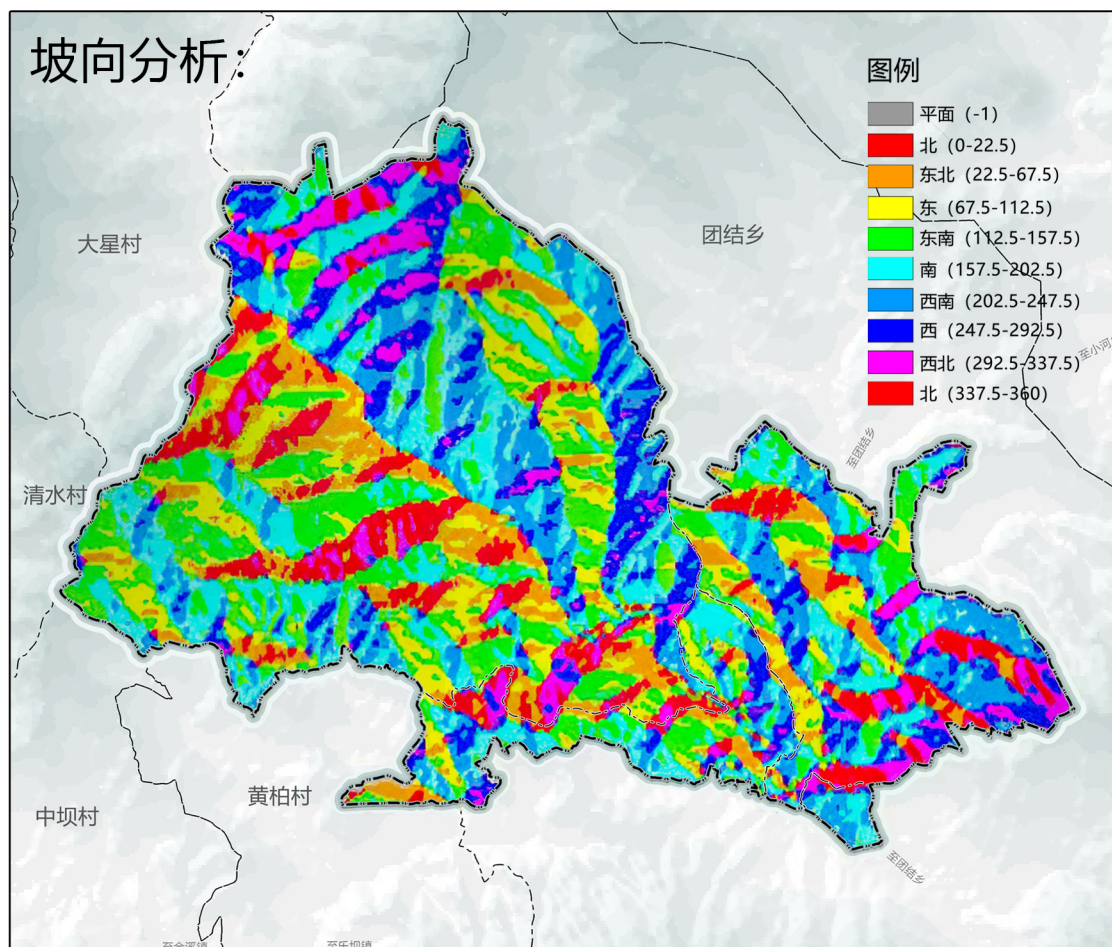 坡向分析：
图例
平面（-1）
北（0-22.5）
东北（22.5-67.5）
东（67.5-112.5）
东南（112.5-157.5）
南（157.5-202.5）
西南（202.5-247.5）
西（247.5-292.5）
西北（292.5-337.5）
北（337.5-360）
大星村
团结乡
至团结乡
清水村
中坝村
黄柏村
至团结乡